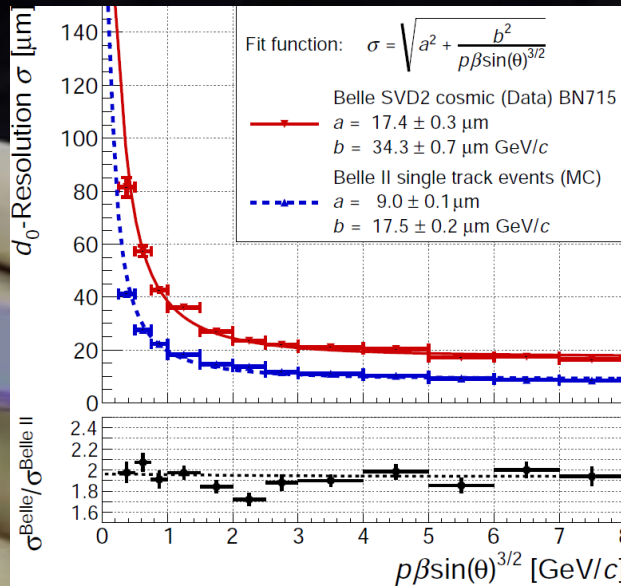 d₀-Resolution σ [μm]
140
120
100
80
60
40
20
0
Fit function: σ = √(a² + b²/(pβsin(θ)^3/2))
Belle SVD2 cosmic (Data) BN715
a = 17.4 ± 0.3 μm
b = 34.3 ± 0.7 μm GeV/c
Belle II single track events (MC)
a = 9.0 ± 0.1 μm
b = 17.5 ± 0.2 μm GeV/c
σ^Belle/σ^Belle II
2.4
2.2
2
1.8
1.6
0 1 2 3 4 5 6 7 8
pβsin(θ)^3/2 [GeV/c]